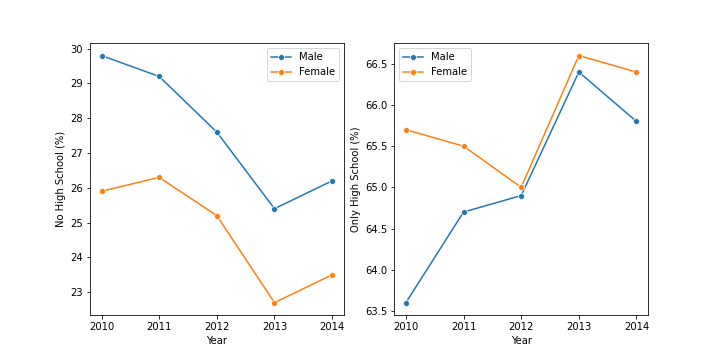 30
29
28
27
26
25
24
23
No High School (%)
Male
Female
2010 2011 2012 2013 2014
Year
66.5
66.0
65.5
65.0
64.5
64.0
63.5
Only High School (%)
Male
Female
2010 2011 2012 2013 2014
Year